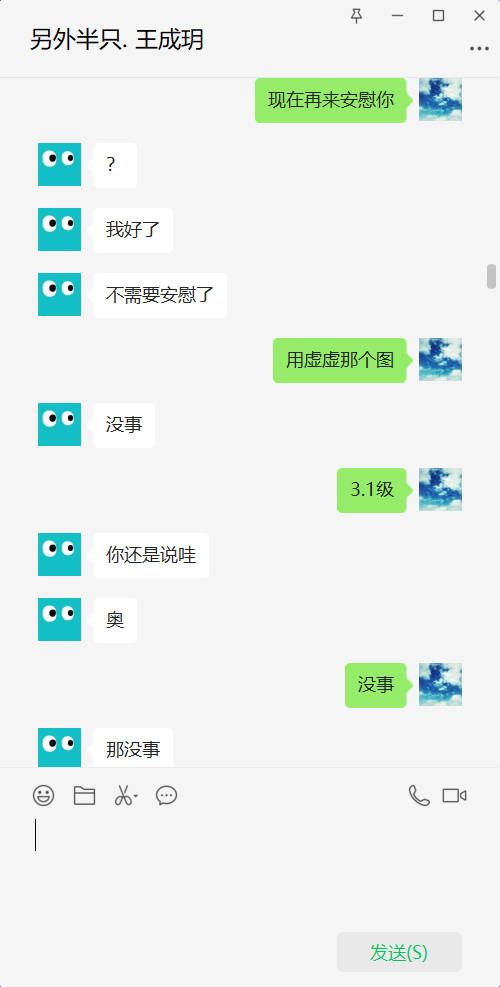 另外半只. 王成玥
现在再来安慰你
?
我好了
不需要安慰了
用虚虚那个图
没事
3.1级
你还是说哇
奥
没事
那没事
发送(S)